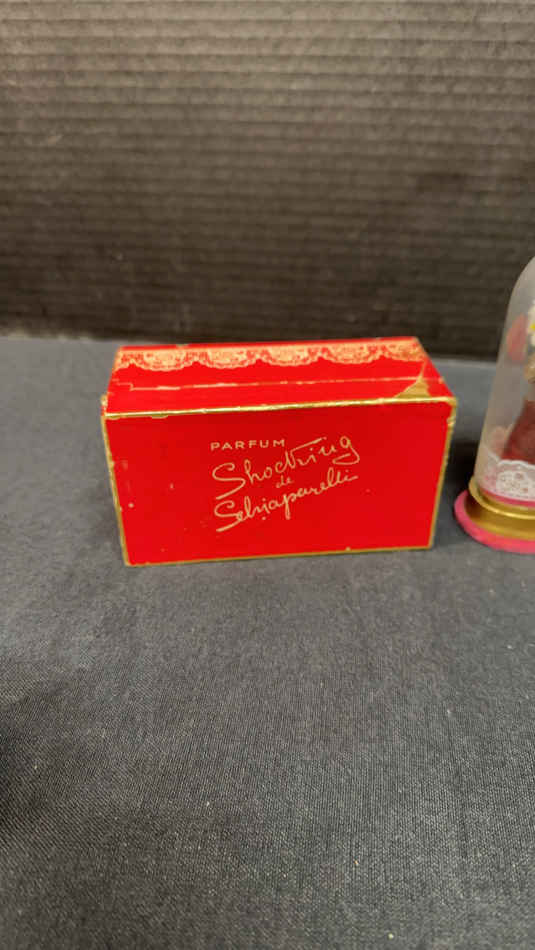 PARFUM
Shocking
de
Schiaparelli